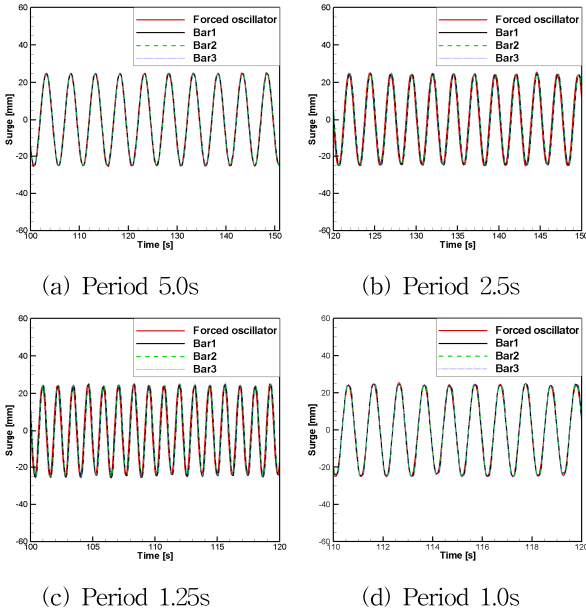 60
40
20
0
-20
-40
-60
Surge [mm]
Forced oscillator
Bar1
Bar2
Bar3
100 110 120 130 140 150
Time [s]
(a) Period 5.0s
60
40
20
0
-20
-40
-60
Surge [mm]
Forced oscillator
Bar1
Bar2
Bar3
120 125 130 135 140 145 150
Time [s]
(b) Period 2.5s
60
40
20
0
-20
-40
-60
Surge [mm]
Forced oscillator
Bar1
Bar2
Bar3
100 105 110 115 120
Time [s]
(c) Period 1.25s
60
40
20
0
-20
-40
-60
Surge [mm]
Forced oscillator
Bar1
Bar2
Bar3
110 112 114 116 118 120
Time [s]
(d) Period 1.0s